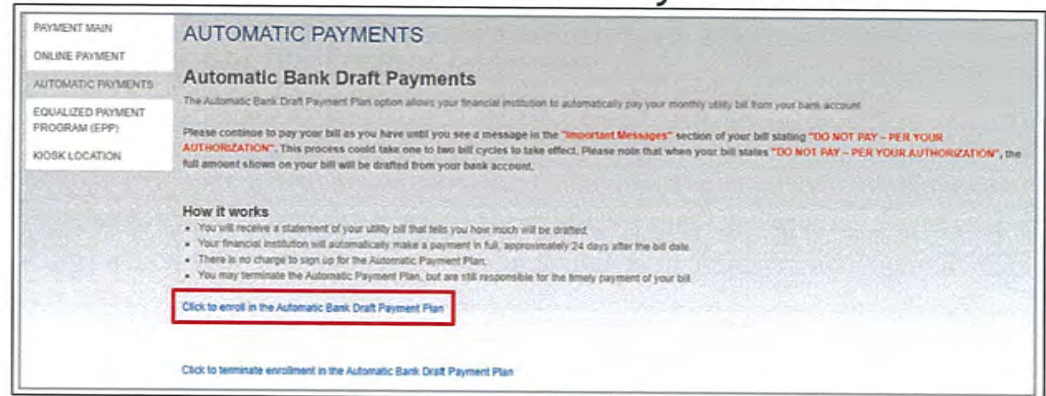 PAYMENT MAIN
ONLINE PAYMENT
AUTOMATIC PAYMENTS
EQUALIZED PAYMENT
PROGRAM (EPP)
KIOSK LOCATION
AUTOMATIC PAYMENTS
Automatic Bank Draft Payments
The Automatic Bank Draft Payment Plan option allows your financial institution to automatically pay your monthly utility bill from your bank account
Please continue to pay your bill as you have until you see a message in the "Important Messages" section of your bill stating "DO NOT PAY – PER YOUR
AUTHORIZATION". This process could take one to two bill cycles to take effect. Please note that when your bill states "DO NOT PAY – PER YOUR AUTHORIZATION", the
full amount shown on your bill will be drafted from your bank account.
How it works
• You will receive a statement of your utility bill that tells you how much will be drafted.
• Your financial institution will automatically make a payment in full, approximately 24 days after the bill date.
• There is no charge to sign up for the Automatic Payment Plan.
• You may terminate the Automatic Payment Plan, but are still responsible for the timely payment of your bill
Click to enroll in the Automatic Bank Draft Payment Plan
Click to terminate enrollment in the Automatic Bank Draft Payment Plan